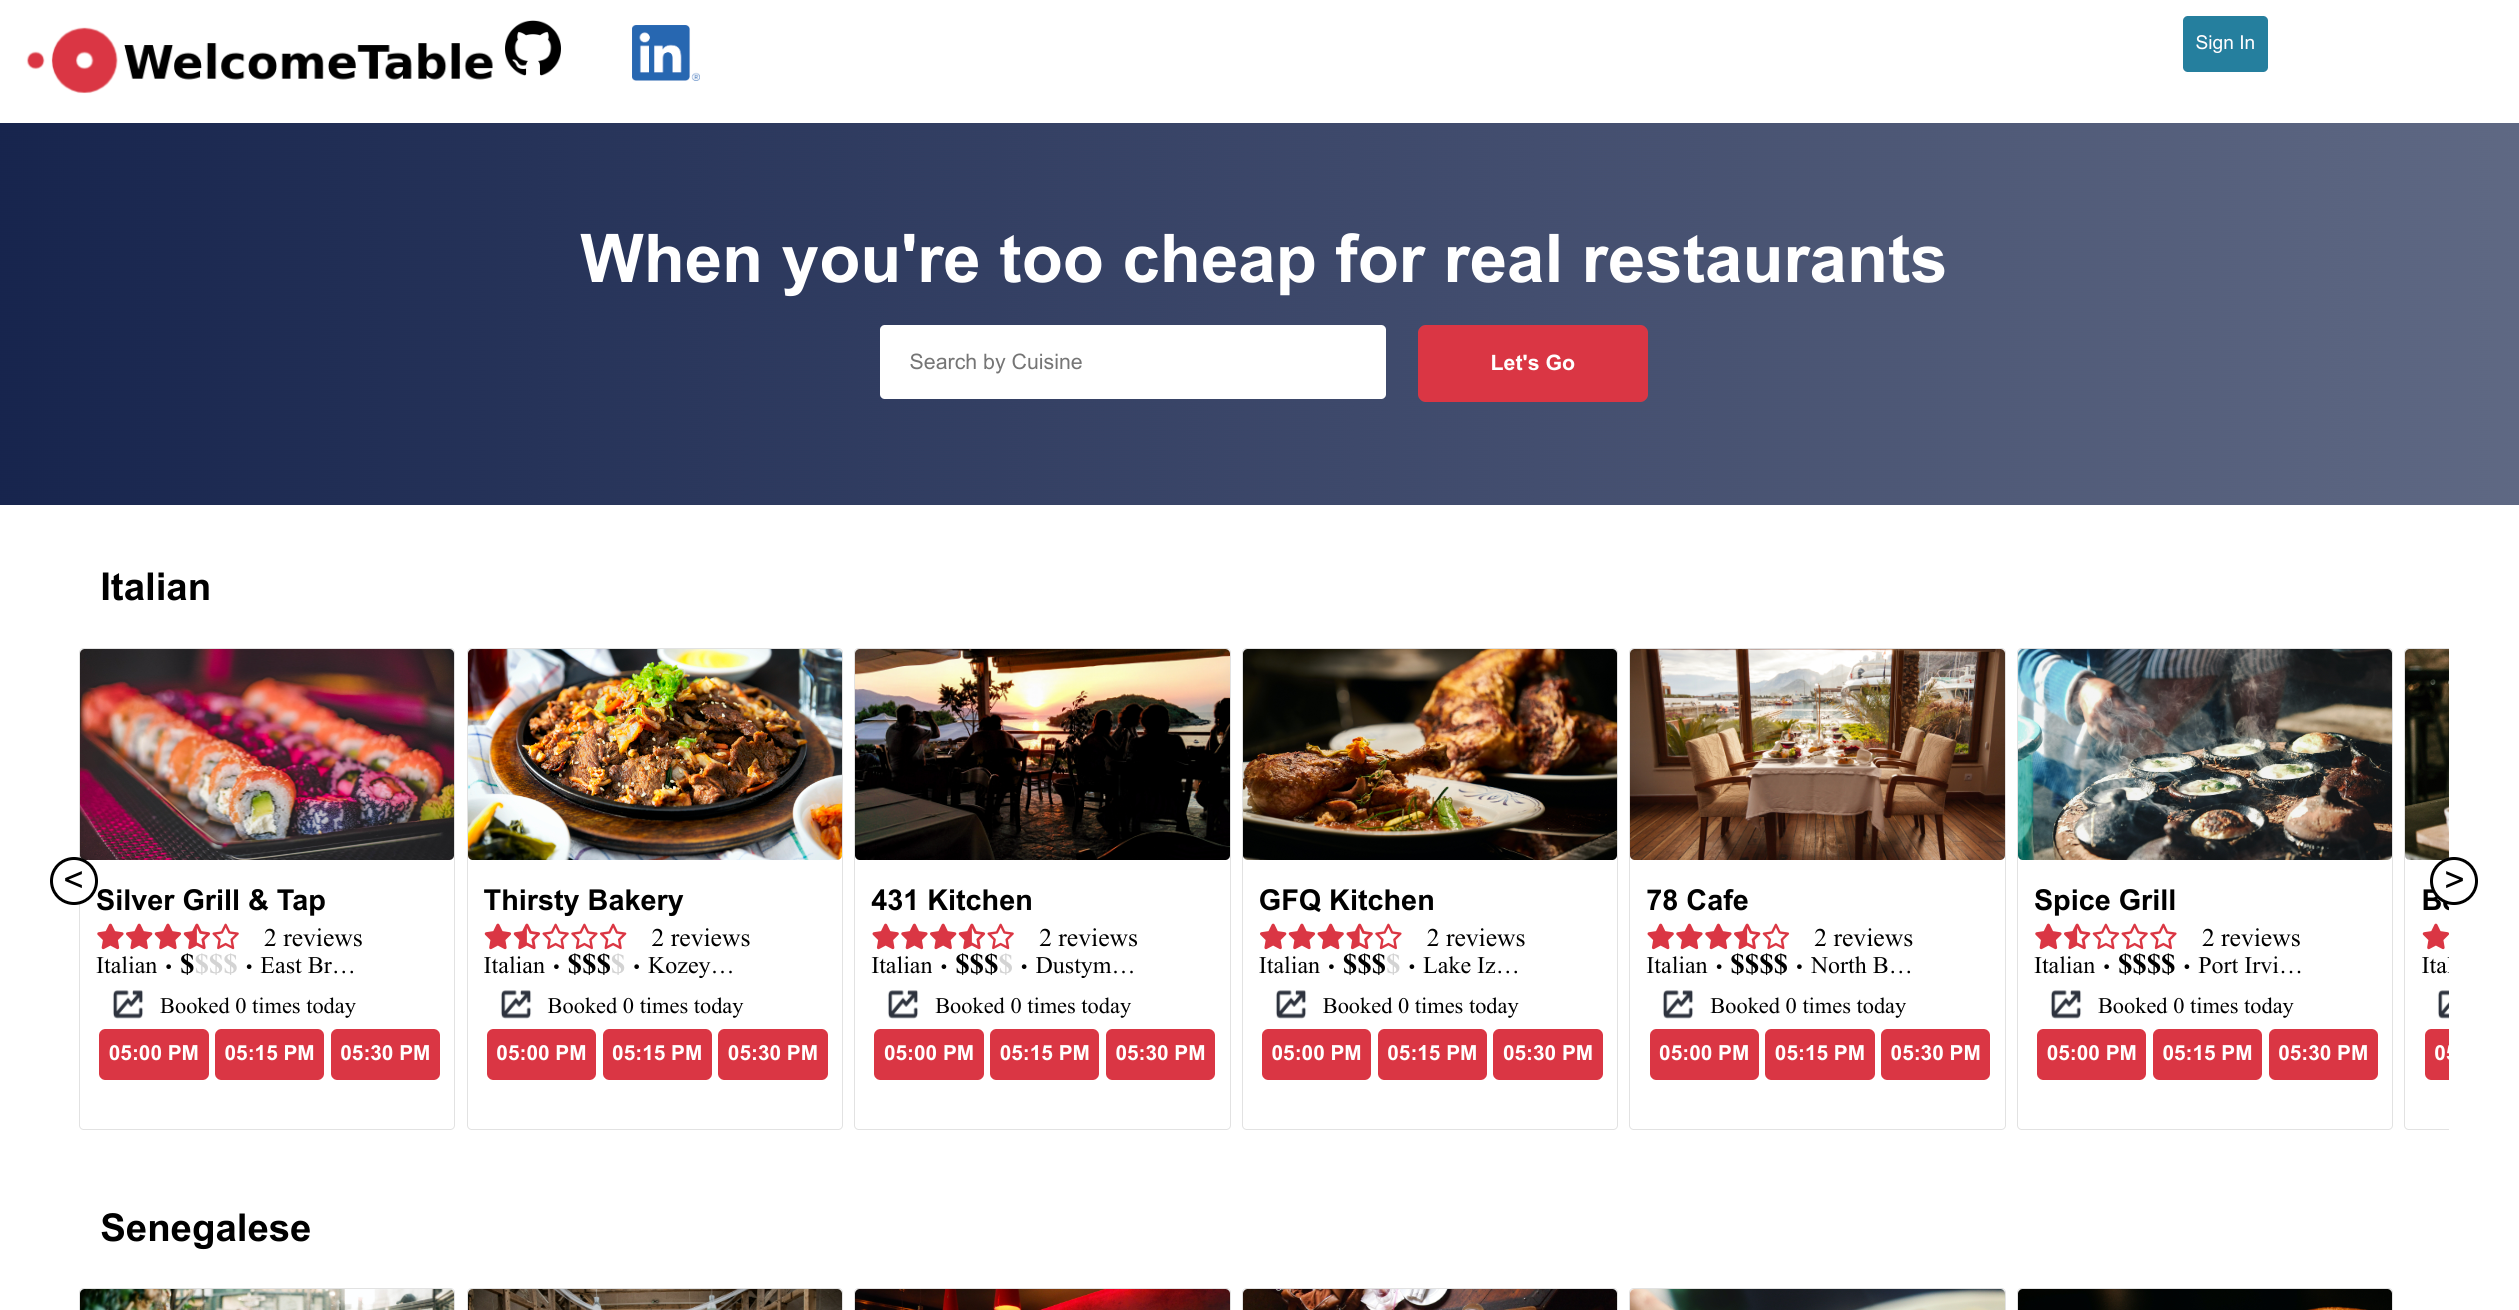 WelcomeTable
in
®
Sign In
When you're too cheap for real restaurants
Search by Cuisine
Let's Go
Italian
<
>
Silver Grill & Tap
2 reviews
Italian • $$$$ • East Br…
Booked 0 times today
05:00 PM 05:15 PM 05:30 PM
Thirsty Bakery
2 reviews
Italian • $$$$ • Kozey…
Booked 0 times today
05:00 PM 05:15 PM 05:30 PM
431 Kitchen
2 reviews
Italian • $$$$ • Dustym…
Booked 0 times today
05:00 PM 05:15 PM 05:30 PM
GFQ Kitchen
2 reviews
Italian • $$$$ • Lake Iz…
Booked 0 times today
05:00 PM 05:15 PM 05:30 PM
78 Cafe
2 reviews
Italian • $$$$ • North B…
Booked 0 times today
05:00 PM 05:15 PM 05:30 PM
Spice Grill
2 reviews
Italian • $$$$ • Port Irvi…
Booked 0 times today
05:00 PM 05:15 PM 05:30 PM
Senegalese